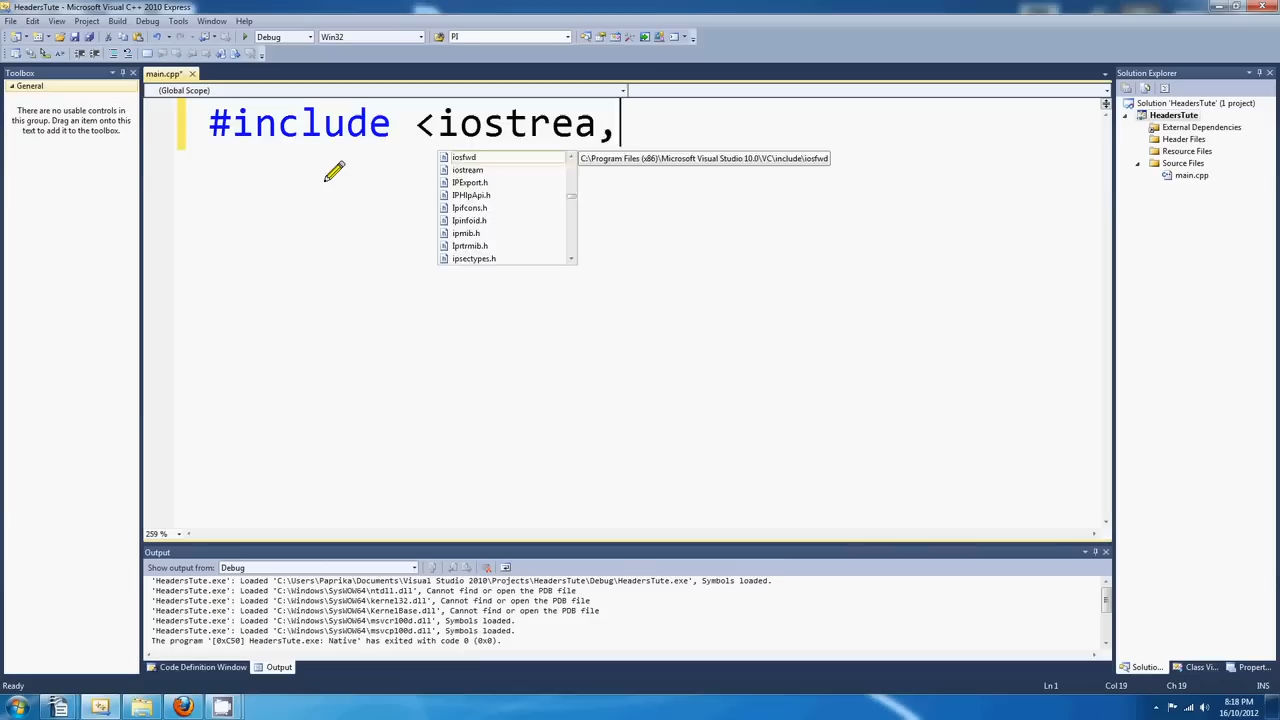 HeadersTute - Microsoft Visual C++ 2010 Express
File Edit View Project Build Debug Tools Window Help
Debug Win32 PI
Toolbox
General
There are no usable controls in this group. Drag an item onto this text to add it to the toolbox.
main.cpp*
(Global Scope)
#include <iostrea,
iosfwd
iostream
IPExport.h
IPHlpApi.h
Ipifcons.h
Ipinfoid.h
ipmib.h
Iprtrmib.h
ipsectypes.h
C:\Program Files (x86)\Microsoft Visual Studio 10.0\VC\include\iosfwd
259 %
Solution Explorer
Solution 'HeadersTute' (1 project)
HeadersTute
External Dependencies
Header Files
Resource Files
Source Files
main.cpp
Output
Show output from: Debug
'HeadersTute.exe': Loaded 'C:\Users\Paprika\Documents\Visual Studio 2010\Projects\HeadersTute\Debug\HeadersTute.exe', Symbols loaded.
'HeadersTute.exe': Loaded 'C:\Windows\SysWOW64\ntdll.dll', Cannot find or open the PDB file
'HeadersTute.exe': Loaded 'C:\Windows\SysWOW64\kernel32.dll', Cannot find or open the PDB file
'HeadersTute.exe': Loaded 'C:\Windows\SysWOW64\KernelBase.dll', Cannot find or open the PDB file
'HeadersTute.exe': Loaded 'C:\Windows\SysWOW64\msvcr100d.dll', Symbols loaded.
'HeadersTute.exe': Loaded 'C:\Windows\SysWOW64\msvcp100d.dll', Symbols loaded.
The program '[0xC50] HeadersTute.exe: Native' has exited with code 0 (0x0).
Code Definition Window Output
Solutio... Class Vi... Propert...
Ready Ln 1 Col 19 Ch 19 INS
8:18 PM
16/10/2012